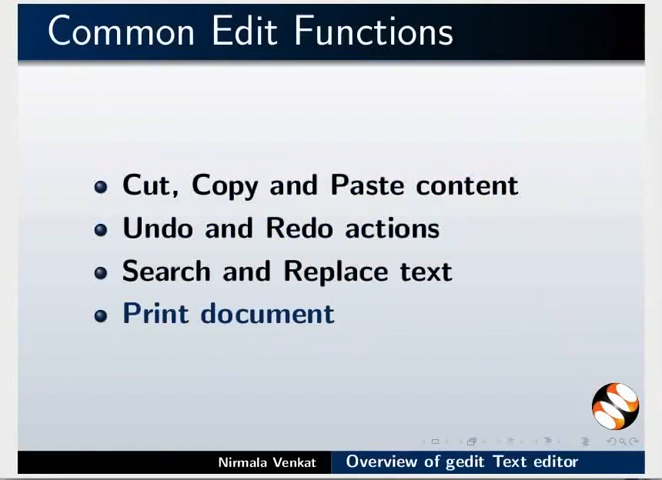 Common Edit Functions
Cut, Copy and Paste content
Undo and Redo actions
Search and Replace text
Print document
Nirmala Venkat
Overview of gedit Text editor